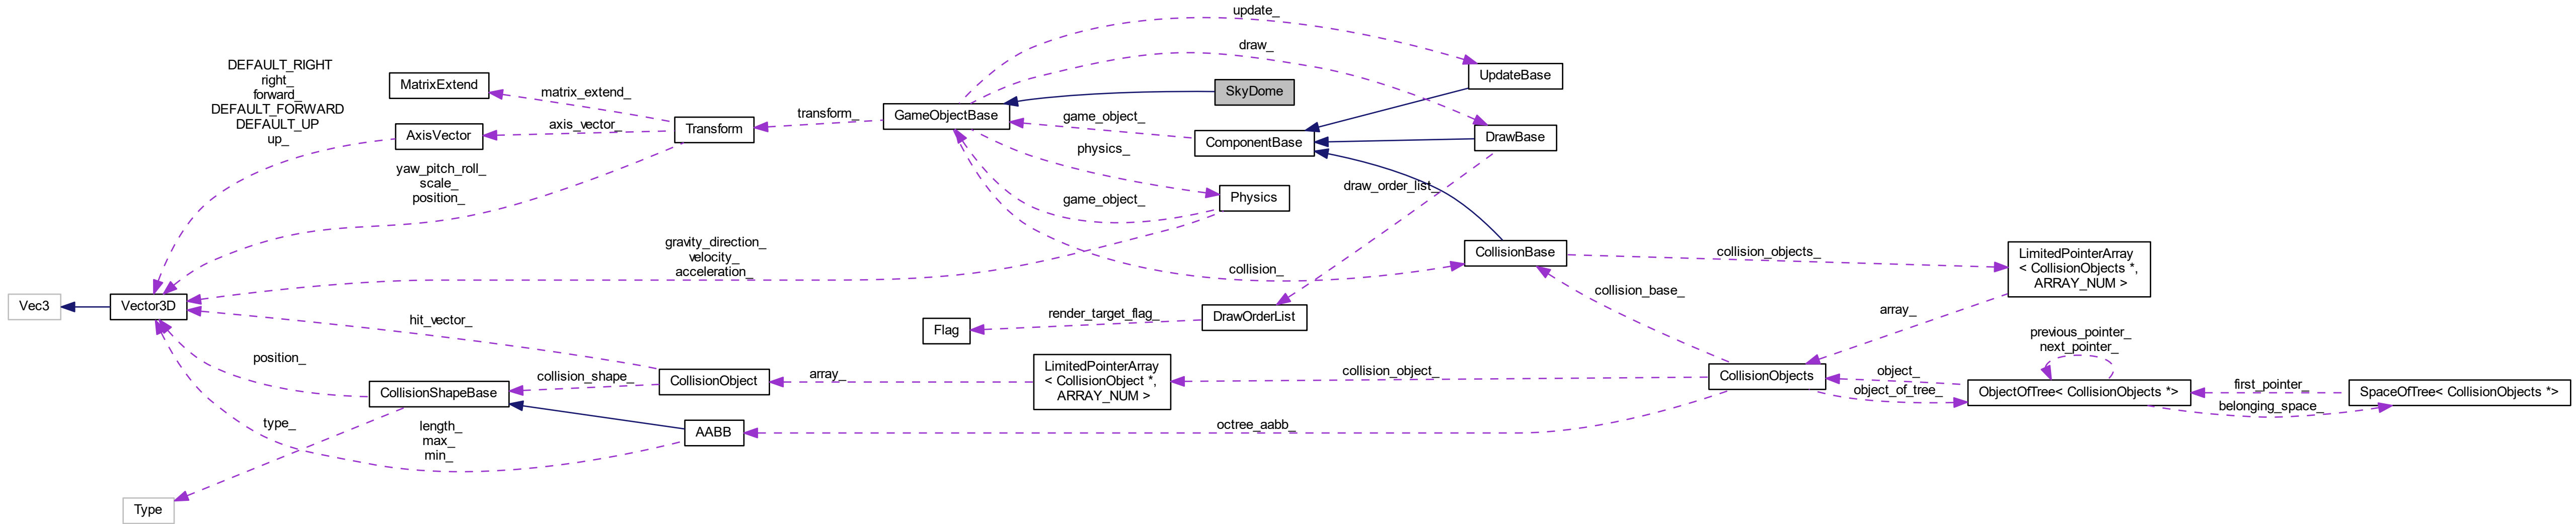 update_
draw_
UpdateBase
DEFAULT_RIGHT
right_
forward_
DEFAULT_FORWARD
DEFAULT_UP
up_
MatrixExtend
matrix_extend_
SkyDome
AxisVector
axis_vector_
Transform
transform_
GameObjectBase
game_object_
ComponentBase
DrawBase
physics_
yaw_pitch_roll_
scale_
position_
game_object_
Physics
draw_order_list_
gravity_direction_
velocity_
acceleration_
collision_
CollisionBase
collision_objects_
LimitedPointerArray
< CollisionObjects *,
ARRAY_NUM >
Vec3
Vector3D
hit_vector_
Flag
render_target_flag_
DrawOrderList
collision_base_
array_
previous_pointer_
next_pointer_
position_
CollisionShapeBase
collision_shape_
CollisionObject
array_
LimitedPointerArray
< CollisionObject *,
ARRAY_NUM >
collision_object_
CollisionObjects
object_
object_of_tree_
ObjectOfTree< CollisionObjects *>
first_pointer_
belonging_space_
SpaceOfTree< CollisionObjects *>
type_
length_
max_
min_
AABB
octree_aabb_
Type